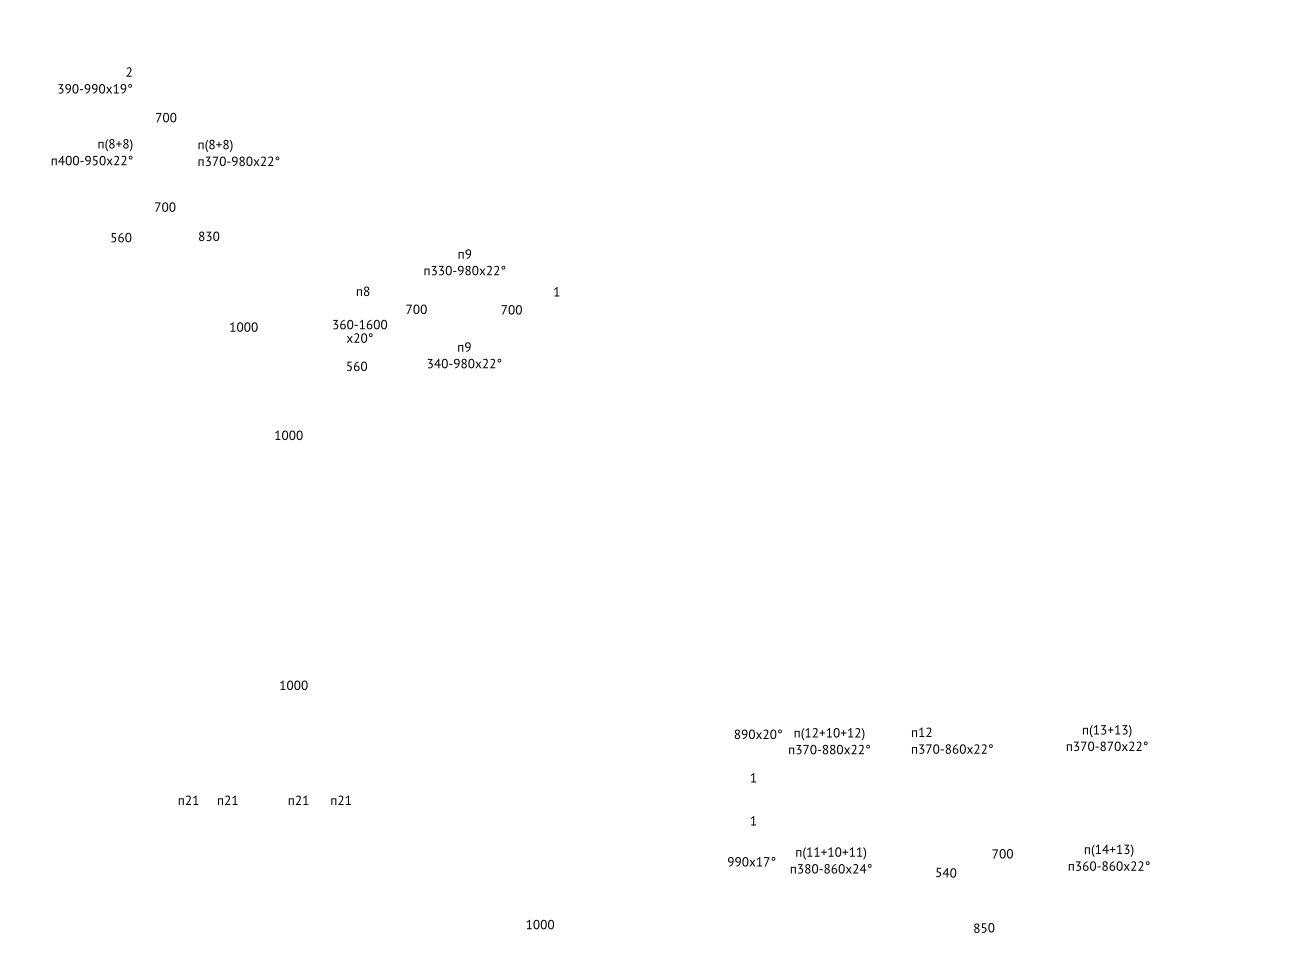 2
390-990x19°
700
п(8+8)
п400-950x22°
п(8+8)
п370-980x22°
700
560
830
п9
п330-980x22°
п8
1
700
700
360-1600
x20°
1000
п9
340-980x22°
560
1000
1000
890x20°
п(12+10+12)
п370-880x22°
п12
п370-860x22°
п(13+13)
п370-870x22°
1
п21
п21
п21
п21
1
990x17°
п(11+10+11)
п380-860x24°
700
540
п(14+13)
п360-860x22°
1000
850